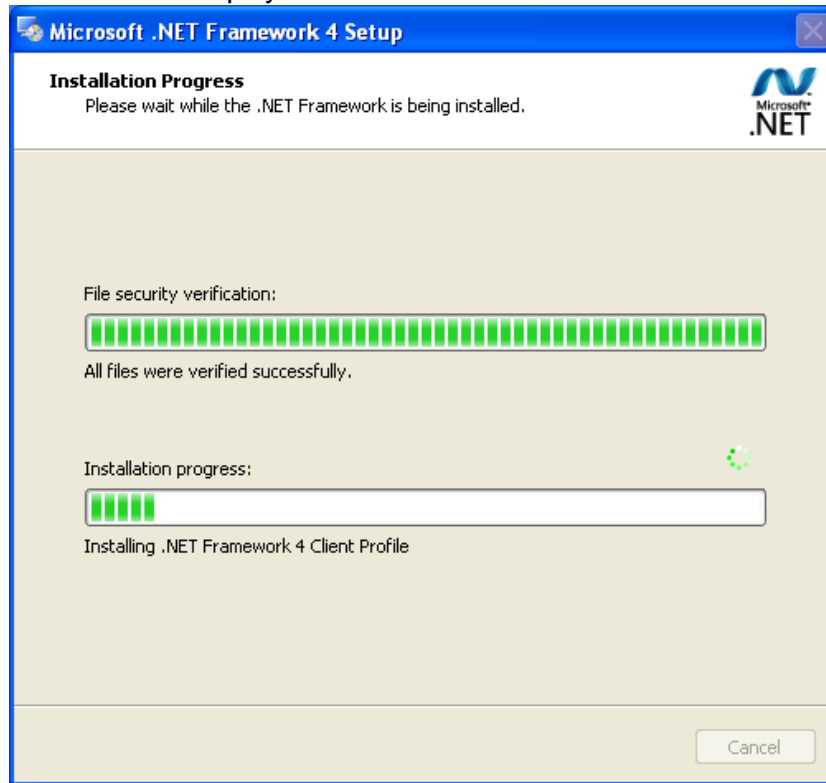 Microsoft .NET Framework 4 Setup
Installation Progress
Please wait while the .NET Framework is being installed.
Microsoft
.NET
File security verification:
All files were verified successfully.
Installation progress:
Installing .NET Framework 4 Client Profile
Cancel